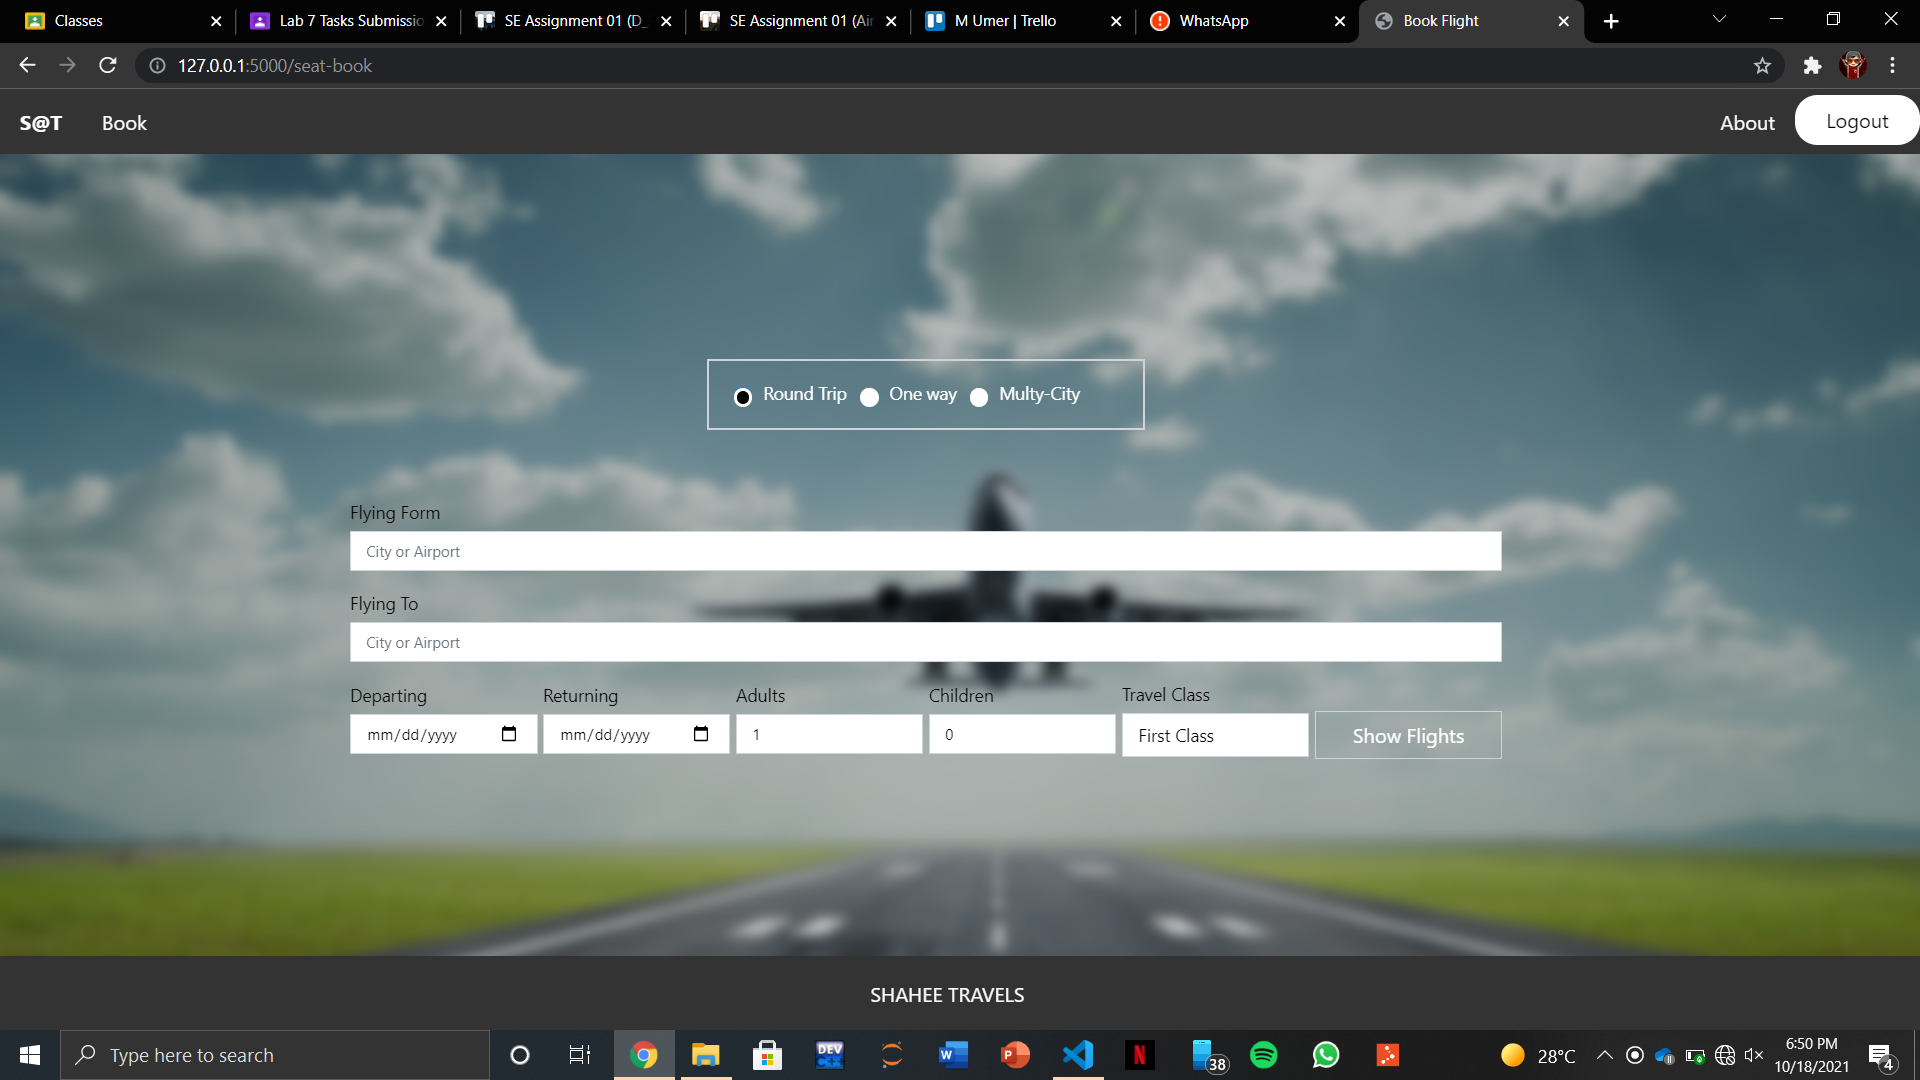 Classes
Lab 7 Tasks Submissio
SE Assignment 01 (D_
SE Assignment 01 (Air
M Umer | Trello
WhatsApp
Book Flight
127.0.0.1:5000/seat-book
S@T
Book
About
Logout
Round Trip
One way
Multy-City
Flying Form
City or Airport
Flying To
City or Airport
Departing
Returning
Adults
Children
Travel Class
mm/dd/yyyy
mm/dd/yyyy
1
0
First Class
Show Flights
SHAHEE TRAVELS
Type here to search
DEV
38
28°C
6:50 PM
10/18/2021
4